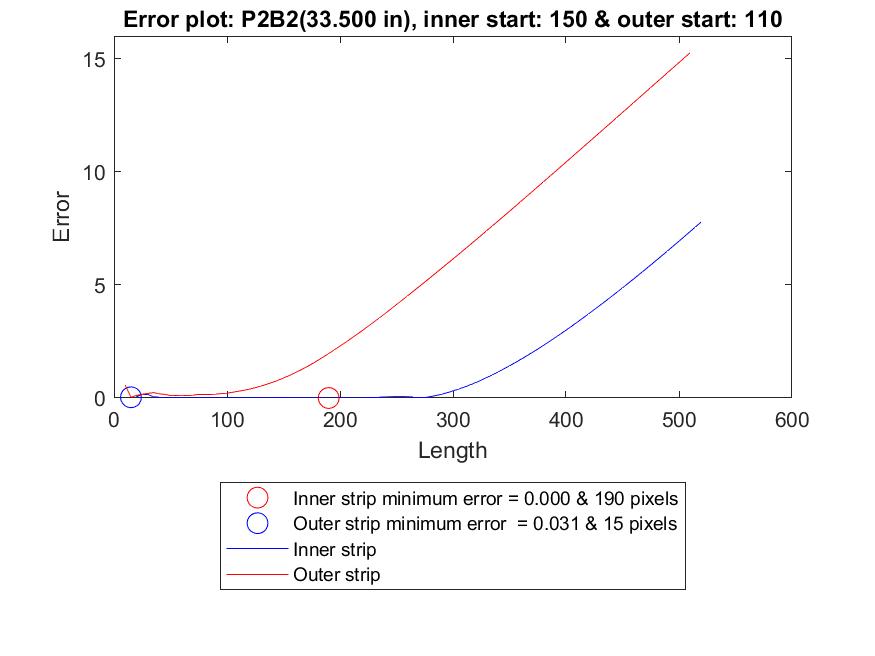 Error plot: P2B2(33.500 in), inner start: 150 & outer start: 110
15
10
5
0
Error
0 100 200 300 400 500 600
Length
Inner strip minimum error = 0.000 & 190 pixels
Outer strip minimum error  = 0.031 & 15 pixels
Inner strip
Outer strip